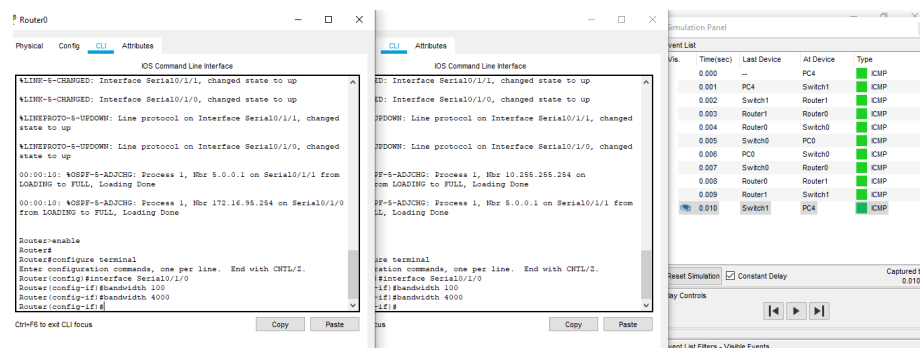 Router0
Physical Config CLI Attributes
IOS Command Line Interface
%LINK-5-CHANGED: Interface Serial0/1/1, changed state to up
%LINK-5-CHANGED: Interface Serial0/1/0, changed state to up
%LINEPROTO-5-UPDOWN: Line protocol on Interface Serial0/1/1, changed
state to up
%LINEPROTO-5-UPDOWN: Line protocol on Interface Serial0/1/0, changed
state to up
00:00:10: %OSPF-5-ADJCHG: Process 1, Nbr 5.0.0.1 on Serial0/1/1 from
LOADING to FULL, Loading Done
00:00:10: %OSPF-5-ADJCHG: Process 1, Nbr 172.16.95.254 on Serial0/1/0
from LOADING to FULL, Loading Done
Router>enable
Router#
Router#configure terminal
Enter configuration commands, one per line. End with CNTL/Z.
Router(config)#interface Serial0/1/0
Router(config-if)#bandwidth 100
Router(config-if)#bandwidth 4000
Router(config-if)#
Ctrl+F6 to exit CLI focus
Copy Paste
CLI Attributes
IOS Command Line Interface
ED: Interface Serial0/1/1, changed state to up
ED: Interface Serial0/1/0, changed state to up
PDOWN: Line protocol on Interface Serial0/1/1, changed
PDOWN: Line protocol on Interface Serial0/1/0, changed
PF-5-ADJCHG: Process 1, Nbr 10.255.255.254 on
rom LOADING to FULL, Loading Done
PF-5-ADJCHG: Process 1, Nbr 5.0.0.1 on Serial0/1/1 from
LL, Loading Done
ure terminal
ration commands, one per line. End with CNTL/Z.
#interface Serial0/1/0
-if)#bandwidth 100
-if)#bandwidth 4000
-if)#
cus
Copy Paste
imulation Panel
vent List
Vis. Time(sec) Last Device At Device Type
0.000 -- PC4 ICMP
0.001 PC4 Switch1 ICMP
0.002 Switch1 Router1 ICMP
0.003 Router1 Router0 ICMP
0.004 Router0 Switch0 ICMP
0.005 Switch0 PC0 ICMP
0.006 PC0 Switch0 ICMP
0.007 Switch0 Router0 ICMP
0.008 Router0 Router1 ICMP
0.009 Router1 Switch1 ICMP
0.010 Switch1 PC4 ICMP
Reset Simulation Constant Delay Captured t
0.010
lay Controls
vent List Filters - Visible Events